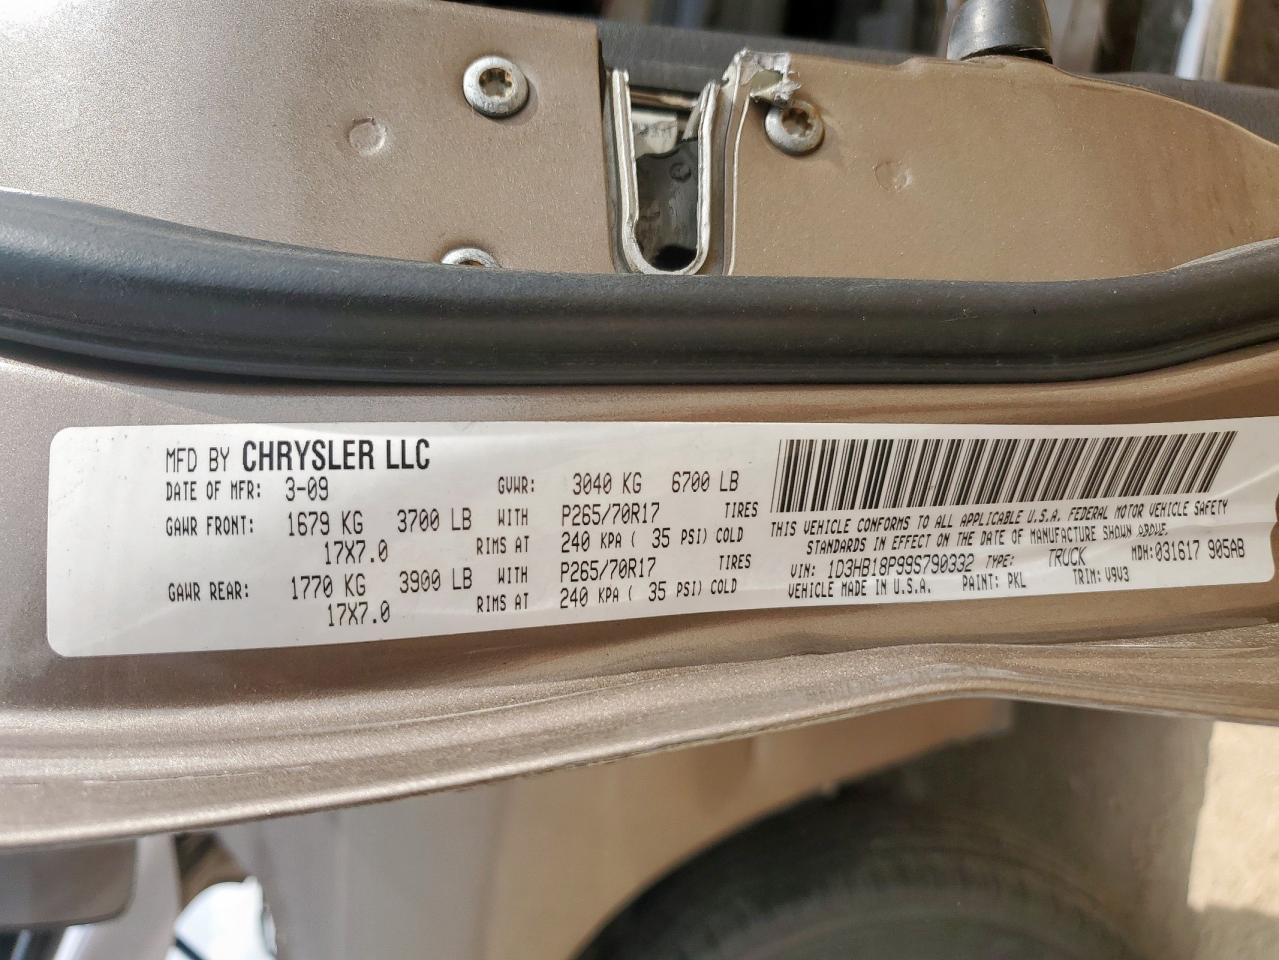 MFD BY CHRYSLER LLC
DATE OF MFR: 3-09 GVWR: 3040 KG 6700 LB
GAWR FRONT: 1679 KG 3700 LB WITH P265/70R17 TIRES
17X7.0 RIMS AT 240 KPA ( 35 PSI) COLD
GAWR REAR: 1770 KG 3900 LB WITH P265/70R17 TIRES
17X7.0 RIMS AT 240 KPA ( 35 PSI) COLD
THIS VEHICLE CONFORMS TO ALL APPLICABLE U.S.A. FEDERAL MOTOR VEHICLE SAFETY
STANDARDS IN EFFECT ON THE DATE OF MANUFACTURE SHOWN ABOVE.
VIN: 1D3HB18P99S790332 TYPE: TRUCK MDH:031617 905AB
VEHICLE MADE IN U.S.A. PAINT: PKL TRIM: V9V3